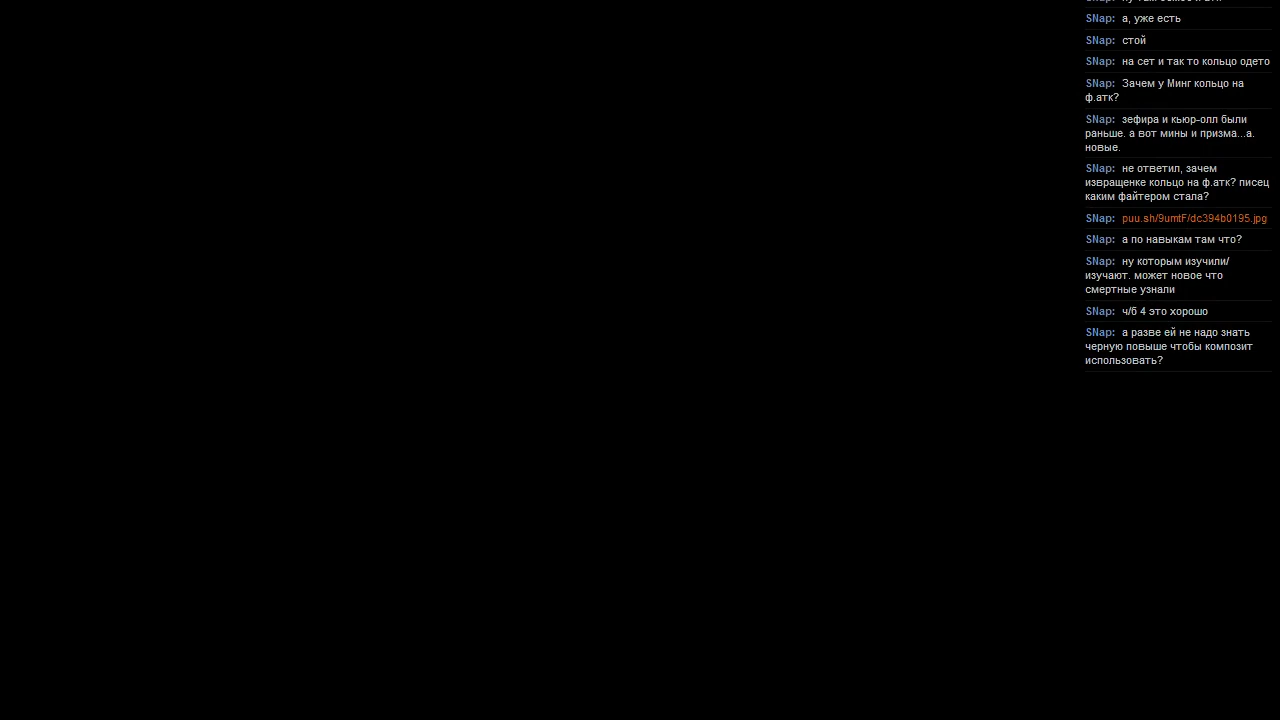 SNap: а, уже есть
SNap: стой
SNap: на сет и так то кольцо одето
SNap: Зачем у Минг кольцо на
ф.атк?
SNap: зефира и кьюр-олл были
раньше. а вот мины и призма...а.
новые.
SNap: не ответил, зачем
извращенке кольцо на ф.атк? писец
каким файтером стала?
SNap: puu.sh/9umtF/dc394b0195.jpg
SNap: а по навыкам там что?
SNap: ну которым изучили/
изучают. может новое что
смертные узнали
SNap: ч/б 4 это хорошо
SNap: а разве ей не надо знать
черную повыше чтобы композит
использовать?